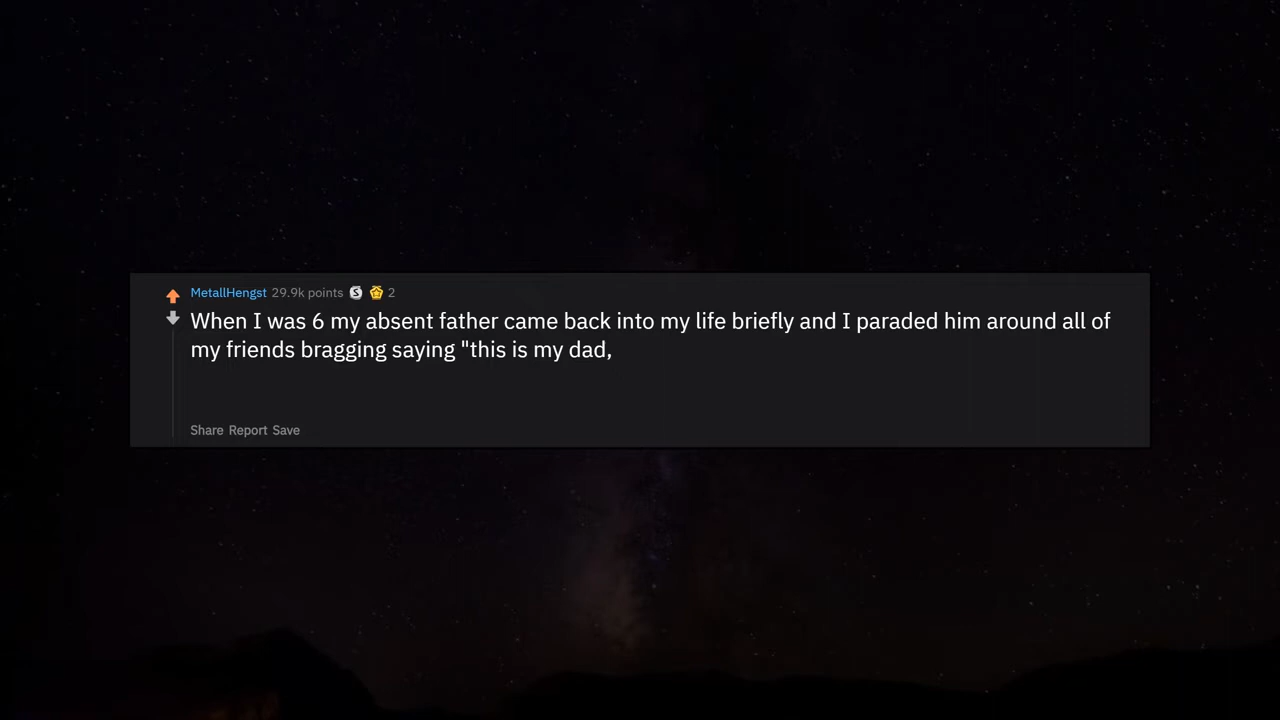 MetallHengst 29.9k points S 2
When I was 6 my absent father came back into my life briefly and I paraded him around all of
my friends bragging saying "this is my dad,
Share Report Save